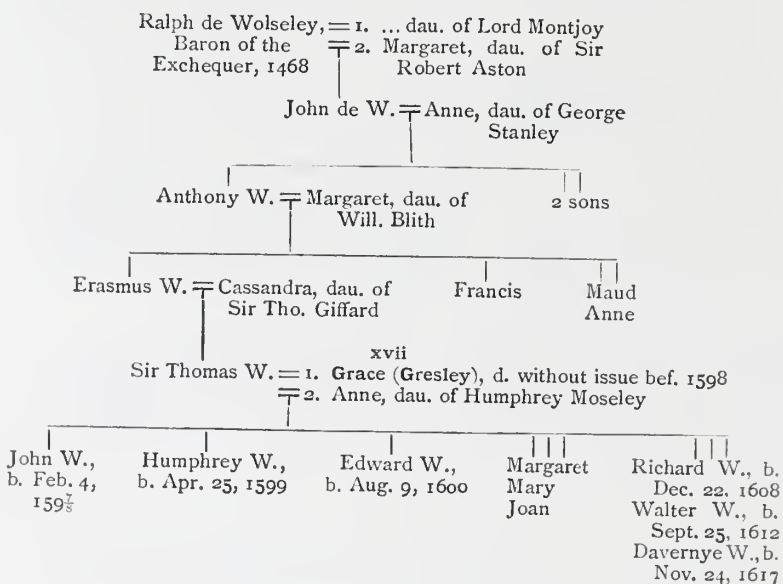 Ralph de Wolseley, = 1. ... dau. of Lord Montjoy
Baron of the = 2. Margaret, dau. of Sir
Exchequer, 1468 Robert Aston
John de W. = Anne, dau. of George
Stanley
Anthony W. = Margaret, dau. of
Will. Blith
2 sons
Erasmus W. = Cassandra, dau. of
Sir Tho. Giffard
Francis
Maud
Anne
xvii
Sir Thomas W. = 1. Grace (Gresley), d. without issue bef. 1598
= 2. Anne, dau. of Humphrey Moseley
John W.,
b. Feb. 4,
159⅞
Humphrey W.,
b. Apr. 25, 1599
Edward W.,
b. Aug. 9, 1600
Margaret
Mary
Joan
Richard W., b.
Dec. 22. 1608
Walter W., b.
Sept. 25, 1612
Davernye W., b.
Nov. 24, 1617